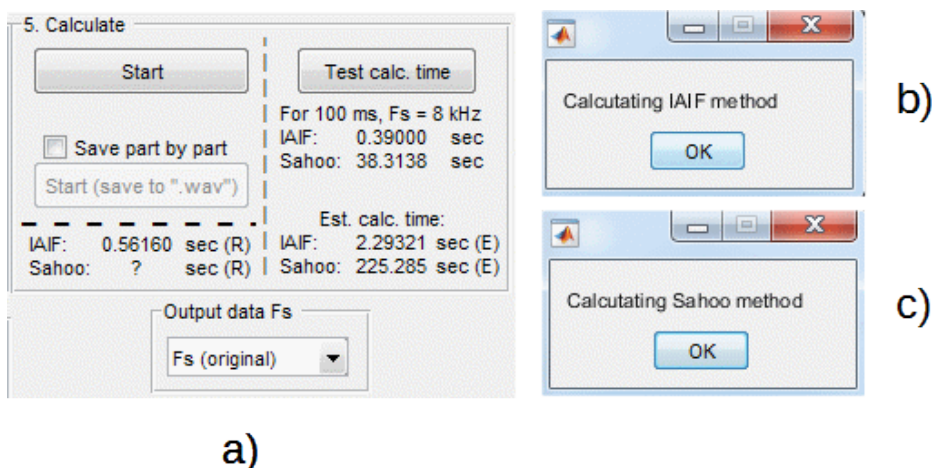 5. Calculate
Start
Test calc. time
For 100 ms, Fs = 8 kHz
IAIF: 0.39000 sec
Sahoo: 38.3138 sec
Save part by part
Start (save to ".wav")
Est. calc. time:
IAIF: 0.56160 sec (R)
IAIF: 2.29321 sec (E)
Sahoo: ? sec (R)
Sahoo: 225.285 sec (E)
Output data Fs
Fs (original)
a)
Calcutating IAIF method
OK
b)
Calcutating Sahoo method
OK
c)